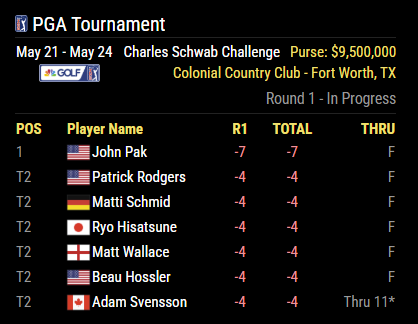 PGA Tournament
May 21 - May 24 Charles Schwab Challenge Purse: $9,500,000
GOLF Colonial Country Club - Fort Worth, TX
Round 1 - In Progress
POS Player Name R1 TOTAL THRU
1 John Pak -7 -7 F
T2 Patrick Rodgers -4 -4 F
T2 Matti Schmid -4 -4 F
T2 Ryo Hisatsune -4 -4 F
T2 Matt Wallace -4 -4 F
T2 Beau Hossler -4 -4 F
T2 Adam Svensson -4 -4 Thru 11*